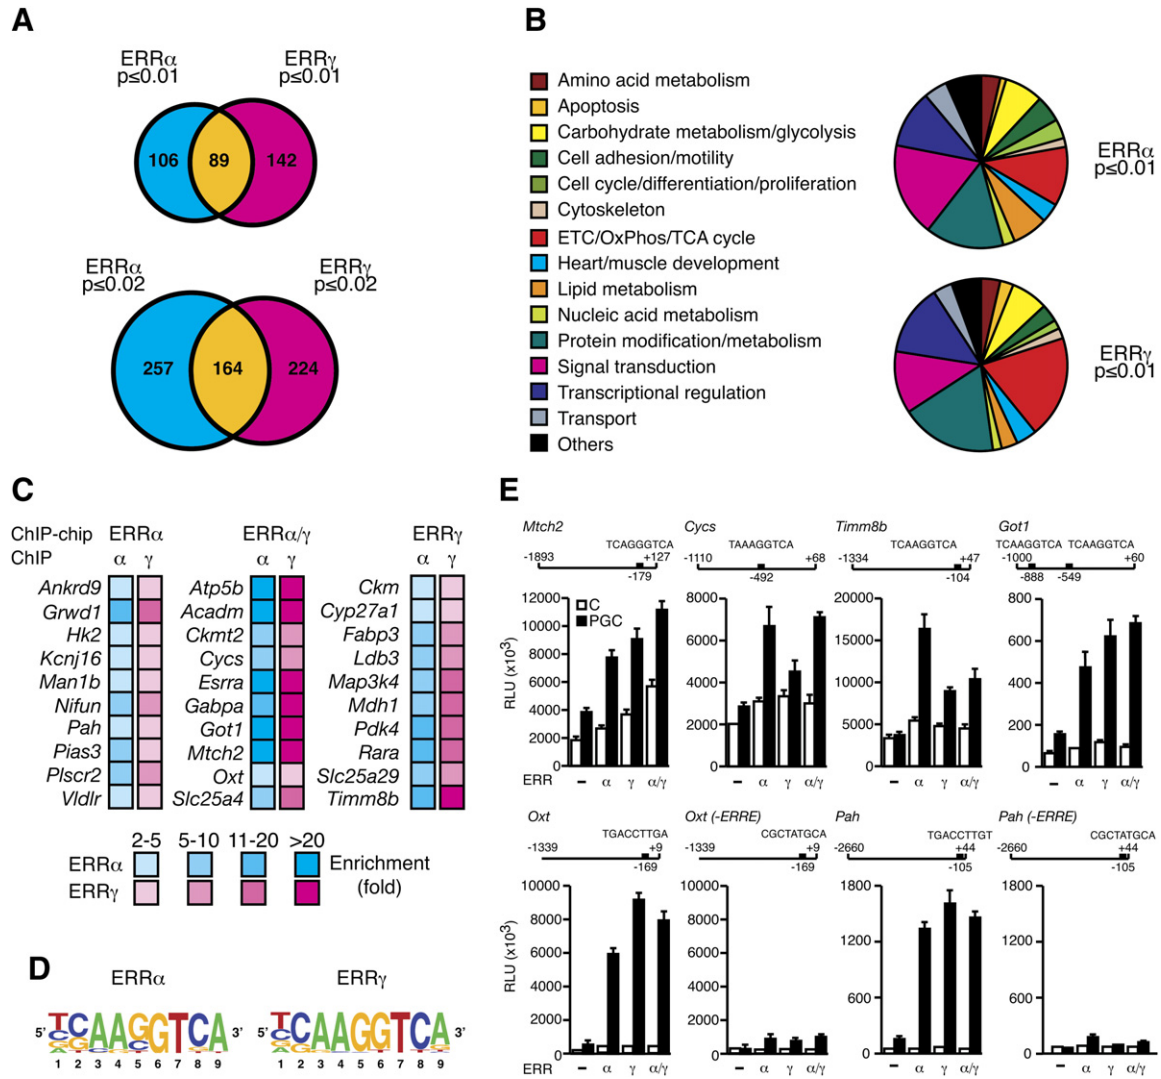 A
ERRα
p≤0.01
ERRγ
p≤0.01
106
89
142
ERRα
p≤0.02
ERRγ
p≤0.02
257
164
224
B
Amino acid metabolism
Apoptosis
Carbohydrate metabolism/glycolysis
Cell adhesion/motility
Cell cycle/differentiation/proliferation
Cytoskeleton
ETC/OxPhos/TCA cycle
Heart/muscle development
Lipid metabolism
Nucleic acid metabolism
Protein modification/metabolism
Signal transduction
Transcriptional regulation
Transport
Others
ERRα
p≤0.01
ERRγ
p≤0.01
C
ChIP-chip ERRα ERRα/γ ERRγ
ChIP α γ α γ α γ
Ankrd9 Atp5b Ckm
Grwd1 Acadm Cyp27a1
Hk2 Ckmt2 Fabp3
Kcnj16 Cycs Ldb3
Man1b Esrra Map3k4
Nifun Gabpa Mdh1
Pah Got1 Pdk4
Pias3 Mtch2 Rara
Plscr2 Oxt Slc25a29
Vldlr Slc25a4 Timm8b
2-5 5-10 11-20 >20
ERRα Enrichment
ERRγ (fold)
D
ERRα
5' TCAAGGTCA 3'
1 2 3 4 5 6 7 8 9
ERRγ
5' TCAAGGTCA 3'
1 2 3 4 5 6 7 8 9
E
Mtch2 Cycs Timm8b Got1
TCAGGGTCA TAAAGGTCA TCAAGGTCA TCAAGGTCA TCAAGGTCA
-1893 +127 -1110 +68 -1334 +47 -1000 +60
-179 -492 -104 -888 -549
RLU (x10³)
C
PGC
12000 8000 20000 800
10000 6000 15000 600
8000 4000 10000 400
6000 2000 5000 200
4000 0 0 0
2000
0
ERR – α γ α/γ – α γ α/γ – α γ α/γ – α γ α/γ
Oxt Oxt (-ERRE) Pah Pah (-ERRE)
TGACCTTGA CGCTATGCA TGACCTTGT CGCTATGCA
-1339 +9 -1339 +9 -2660 +44 -2660 +44
-169 -169 -105 -105
RLU (x10³)
10000 10000 1800 1800
8000 8000 1200 1200
6000 6000 600 600
4000 4000 0 0
2000 2000
0 0
ERR – α γ α/γ – α γ α/γ – α γ α/γ – α γ α/γ